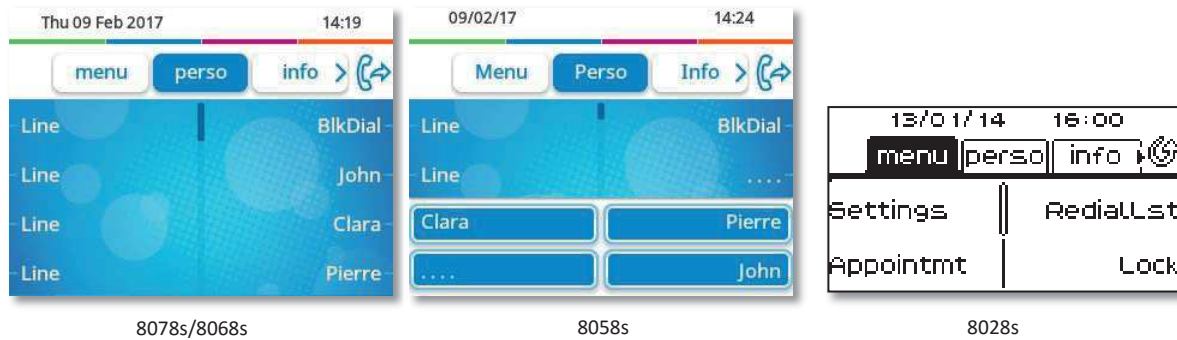 Thu 09 Feb 2017 14:19
menu perso info >
Line BlkDial
Line John
Line Clara
Line Pierre
8078s/8068s
09/02/17 14:24
Menu Perso Info >
Line BlkDial
Line ....
Clara Pierre
.... John
8058s
13/01/14 16:00
menu perso info
Settings RedialLst
Appointmt Lock
8028s